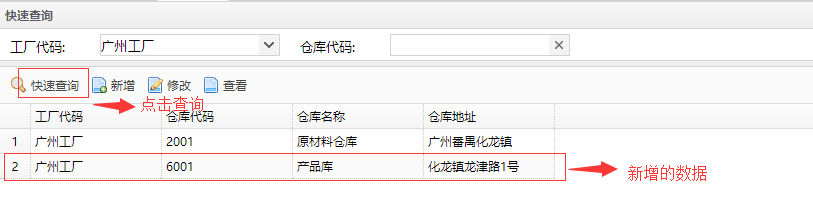 快速查询
工厂代码: 广州工厂 仓库代码:
快速查询 新增 修改 查看
点击查询
工厂代码 仓库代码 仓库名称 仓库地址
1 广州工厂 2001 原材料仓库 广州番禺化龙镇
2 广州工厂 6001 产品库 化龙镇龙津路1号
新增的数据